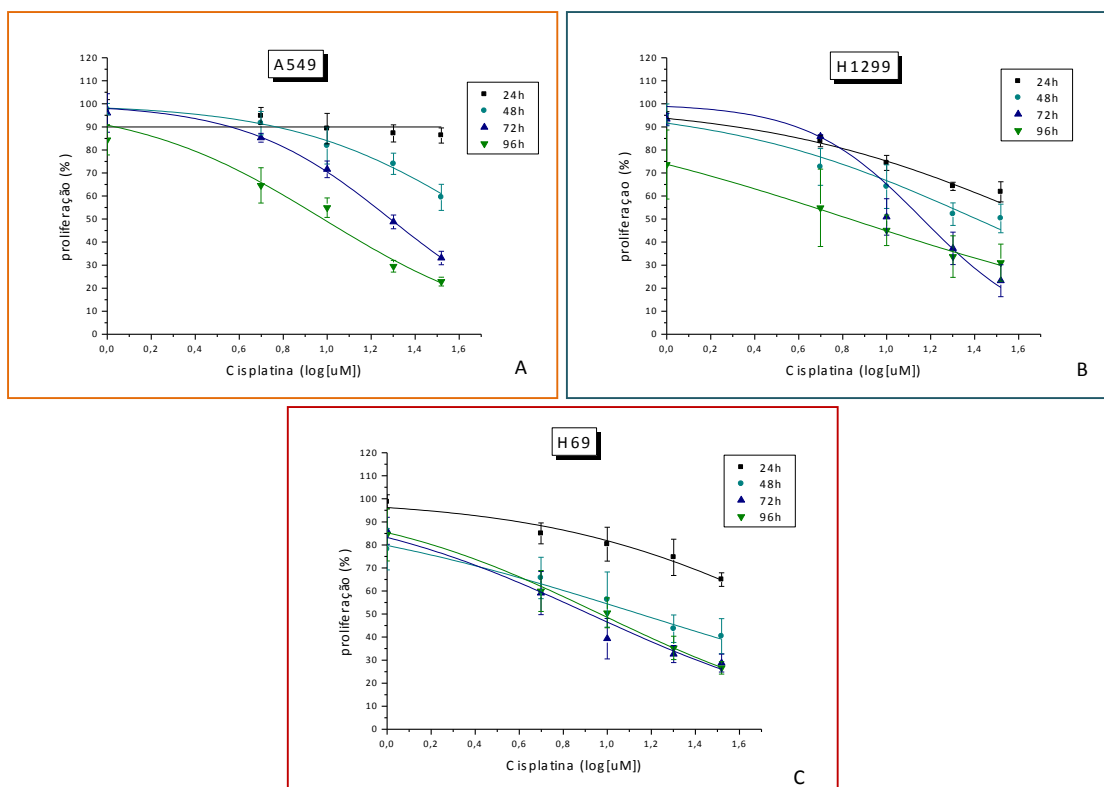 A549
24h
48h
72h
96h
120
110
100
90
80
70
60
50
40
30
20
10
0
proliferação (%)
0,0 0,2 0,4 0,6 0,8 1,0 1,2 1,4 1,6
Cisplatina (log[uM])
A
H1299
24h
48h
72h
96h
120
110
100
90
80
70
60
50
40
30
20
10
0
proliferaçao (%)
0,0 0,2 0,4 0,6 0,8 1,0 1,2 1,4 1,6
Cisplatina (log[uM])
B
H69
24h
48h
72h
96h
120
110
100
90
80
70
60
50
40
30
20
10
0
proliferação (%)
0,0 0,2 0,4 0,6 0,8 1,0 1,2 1,4 1,6
Cisplatina (log[uM])
C